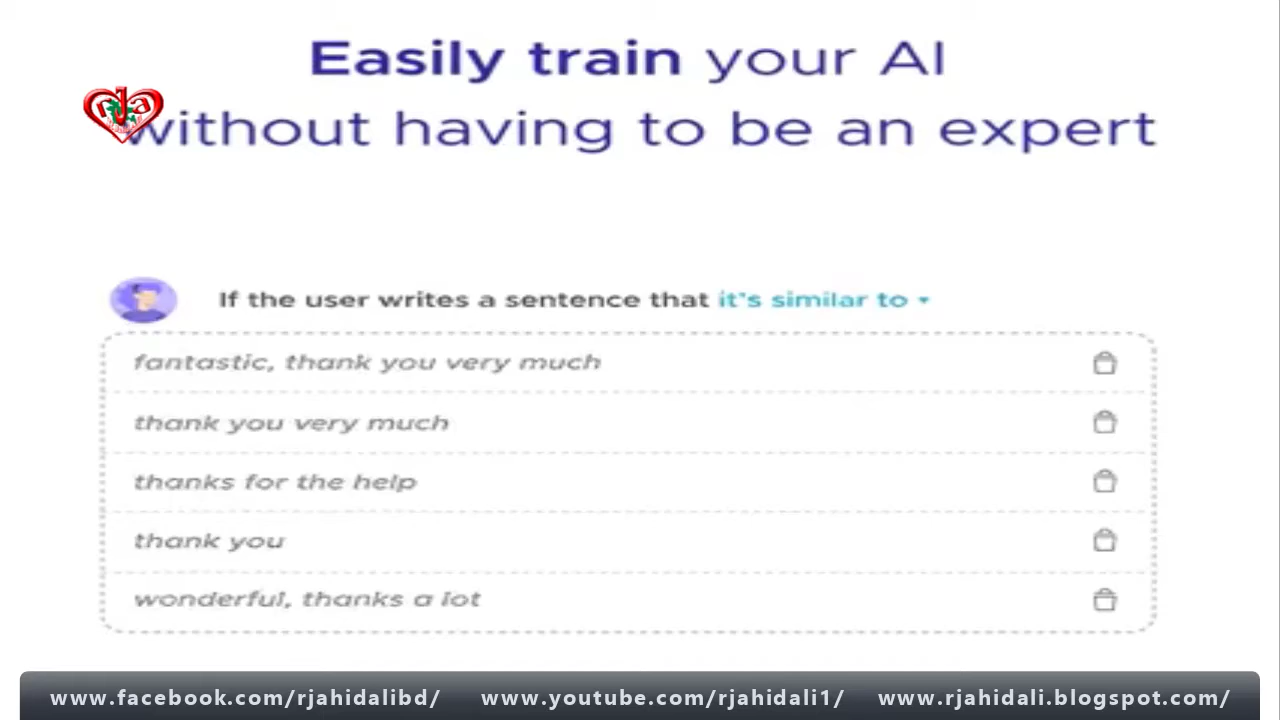 Easily train your AI
without having to be an expert
rja
If the user writes a sentence that it's similar to
fantastic, thank you very much
thank you very much
thanks for the help
thank you
wonderful, thanks a lot
www.facebook.com/rjahidalibd/ www.youtube.com/rjahidali1/ www.rjahidali.blogspot.com/